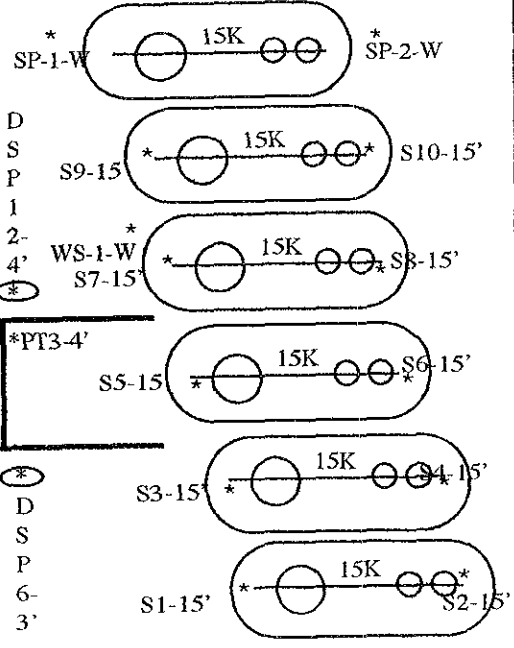 *
SP-1-W
15K
*
SP-2-W
D
S
P
1
2-
4'
*
S9-15
*
15K
*
S10-15'
*
WS-1-W
S7-15'
*
15K
*
S8-15'
*PT3-4'
S5-15
*
15K
*
S6-15'
*
D
S
P
6-
3'
S3-15'
*
15K
*
S4-15'
S1-15'
*
15K
*
S2-15'